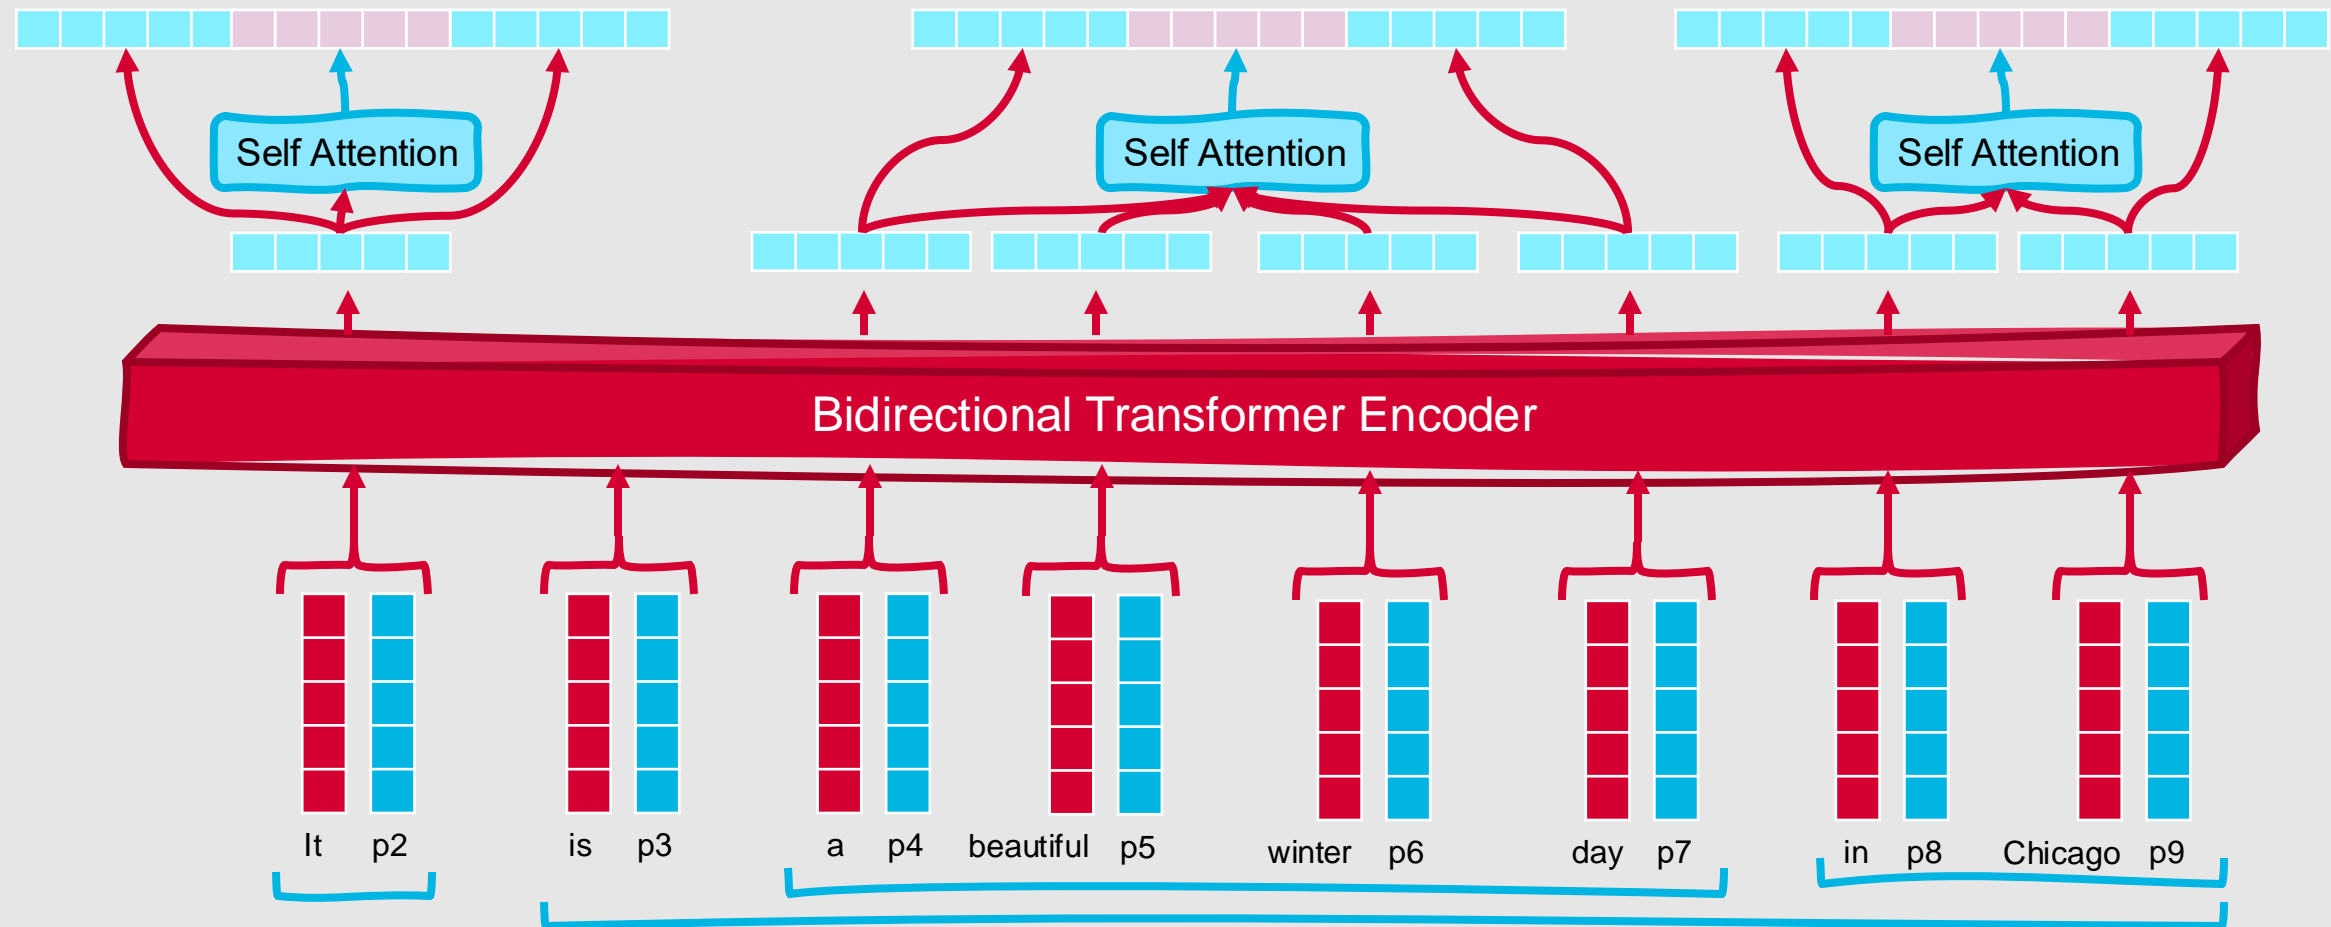 Self Attention Self Attention Self Attention
Bidirectional Transformer Encoder
It p2 is p3 a p4 beautiful p5 winter p6 day p7 in p8 Chicago p9